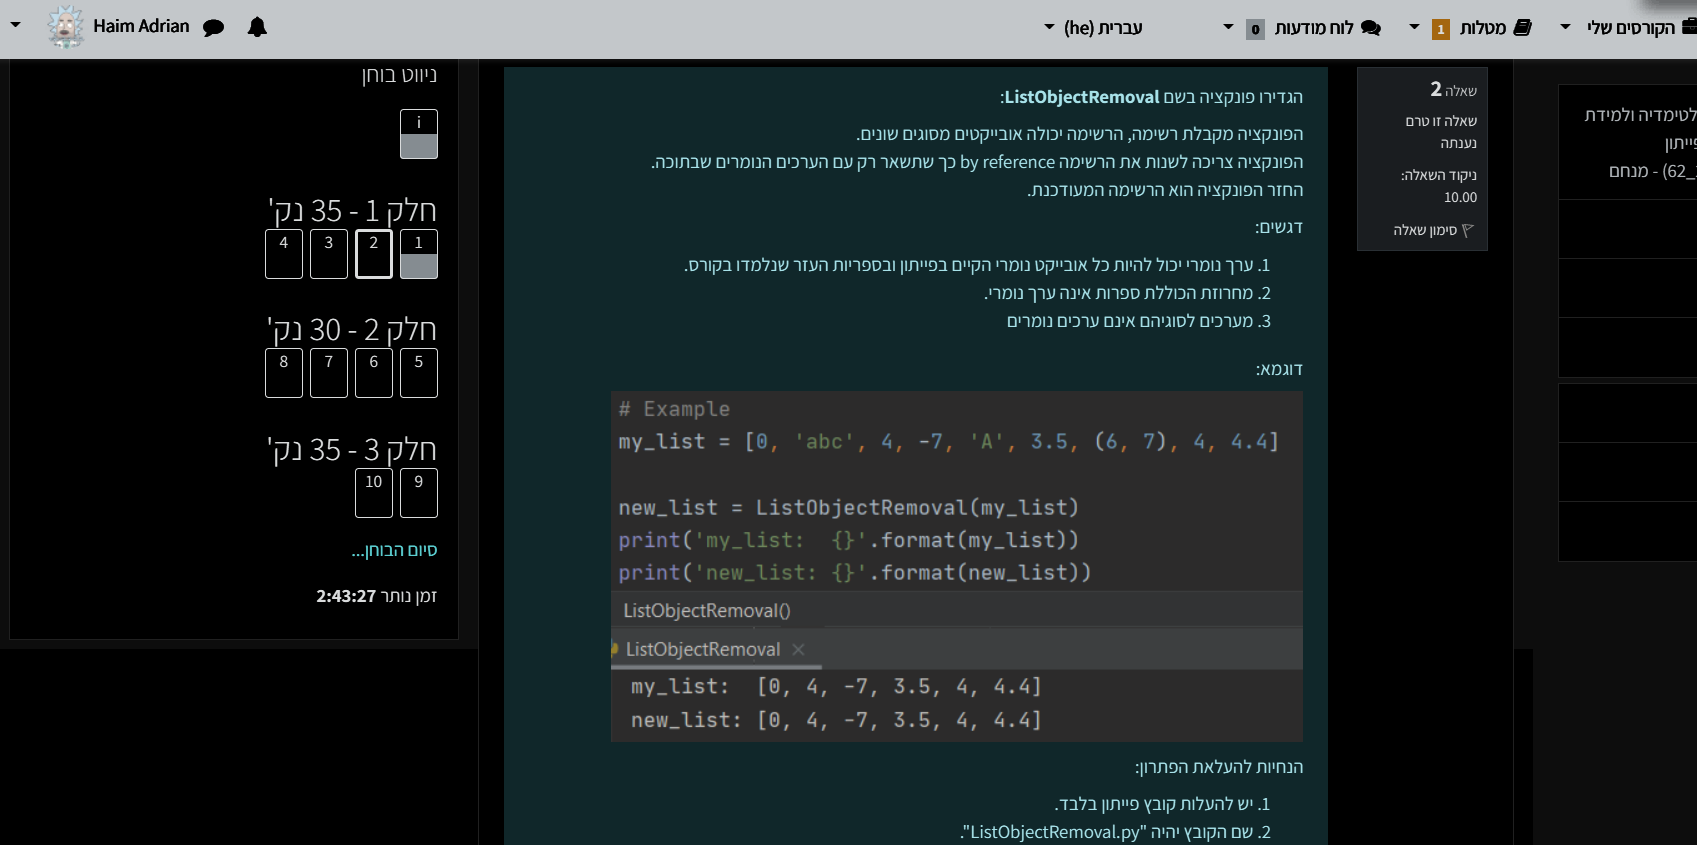 הקורסים שלי
מטלות 1
לוח מודעות 0
עברית (he)
Haim Adrian
לטימדיה ולמידת
62_) - מנחם
שאלה 2
שאלה זו טרם
נענתה
ניקוד השאלה:
10.00
סימון שאלה
הגדירו פונקציה בשם ListObjectRemoval:
הפונקציה מקבלת רשימה, הרשימה יכולה אובייקטים מסוגים שונים.
הפונקציה צריכה לשנות את הרשימה by reference כך שתשאר רק עם הערכים הנומרים שבתוכה.
החזר הפונקציה הוא הרשימה המעודכנת.
דגשים:
1. ערך נומרי יכול להיות כל אובייקט נומרי הקיים בפייתון ובספריות העזר שנלמדו בקורס.
2. מחרוזת הכוללת ספרות אינה ערך נומרי.
3. מערכים לסוגיהם אינם ערכים נומרים
דוגמא:
# Example
my_list = [0, 'abc', 4, -7, 'A', 3.5, (6, 7), 4, 4.4]
new_list = ListObjectRemoval(my_list)
print('my_list:  {}'.format(my_list))
print('new_list: {}'.format(new_list))
ListObjectRemoval()
ListObjectRemoval ×
my_list:  [0, 4, -7, 3.5, 4, 4.4]
new_list: [0, 4, -7, 3.5, 4, 4.4]
הנחיות להעלאת הפתרון:
1. יש להעלות קובץ פייתון בלבד.
2. שם הקובץ יהיה "ListObjectRemoval.py".
ניווט בוחן
i
חלק 1 - 35 נק'
1 2 3 4
חלק 2 - 30 נק'
5 6 7 8
חלק 3 - 35 נק'
9 10
סיום הבוחן...
זמן נותר 2:43:27